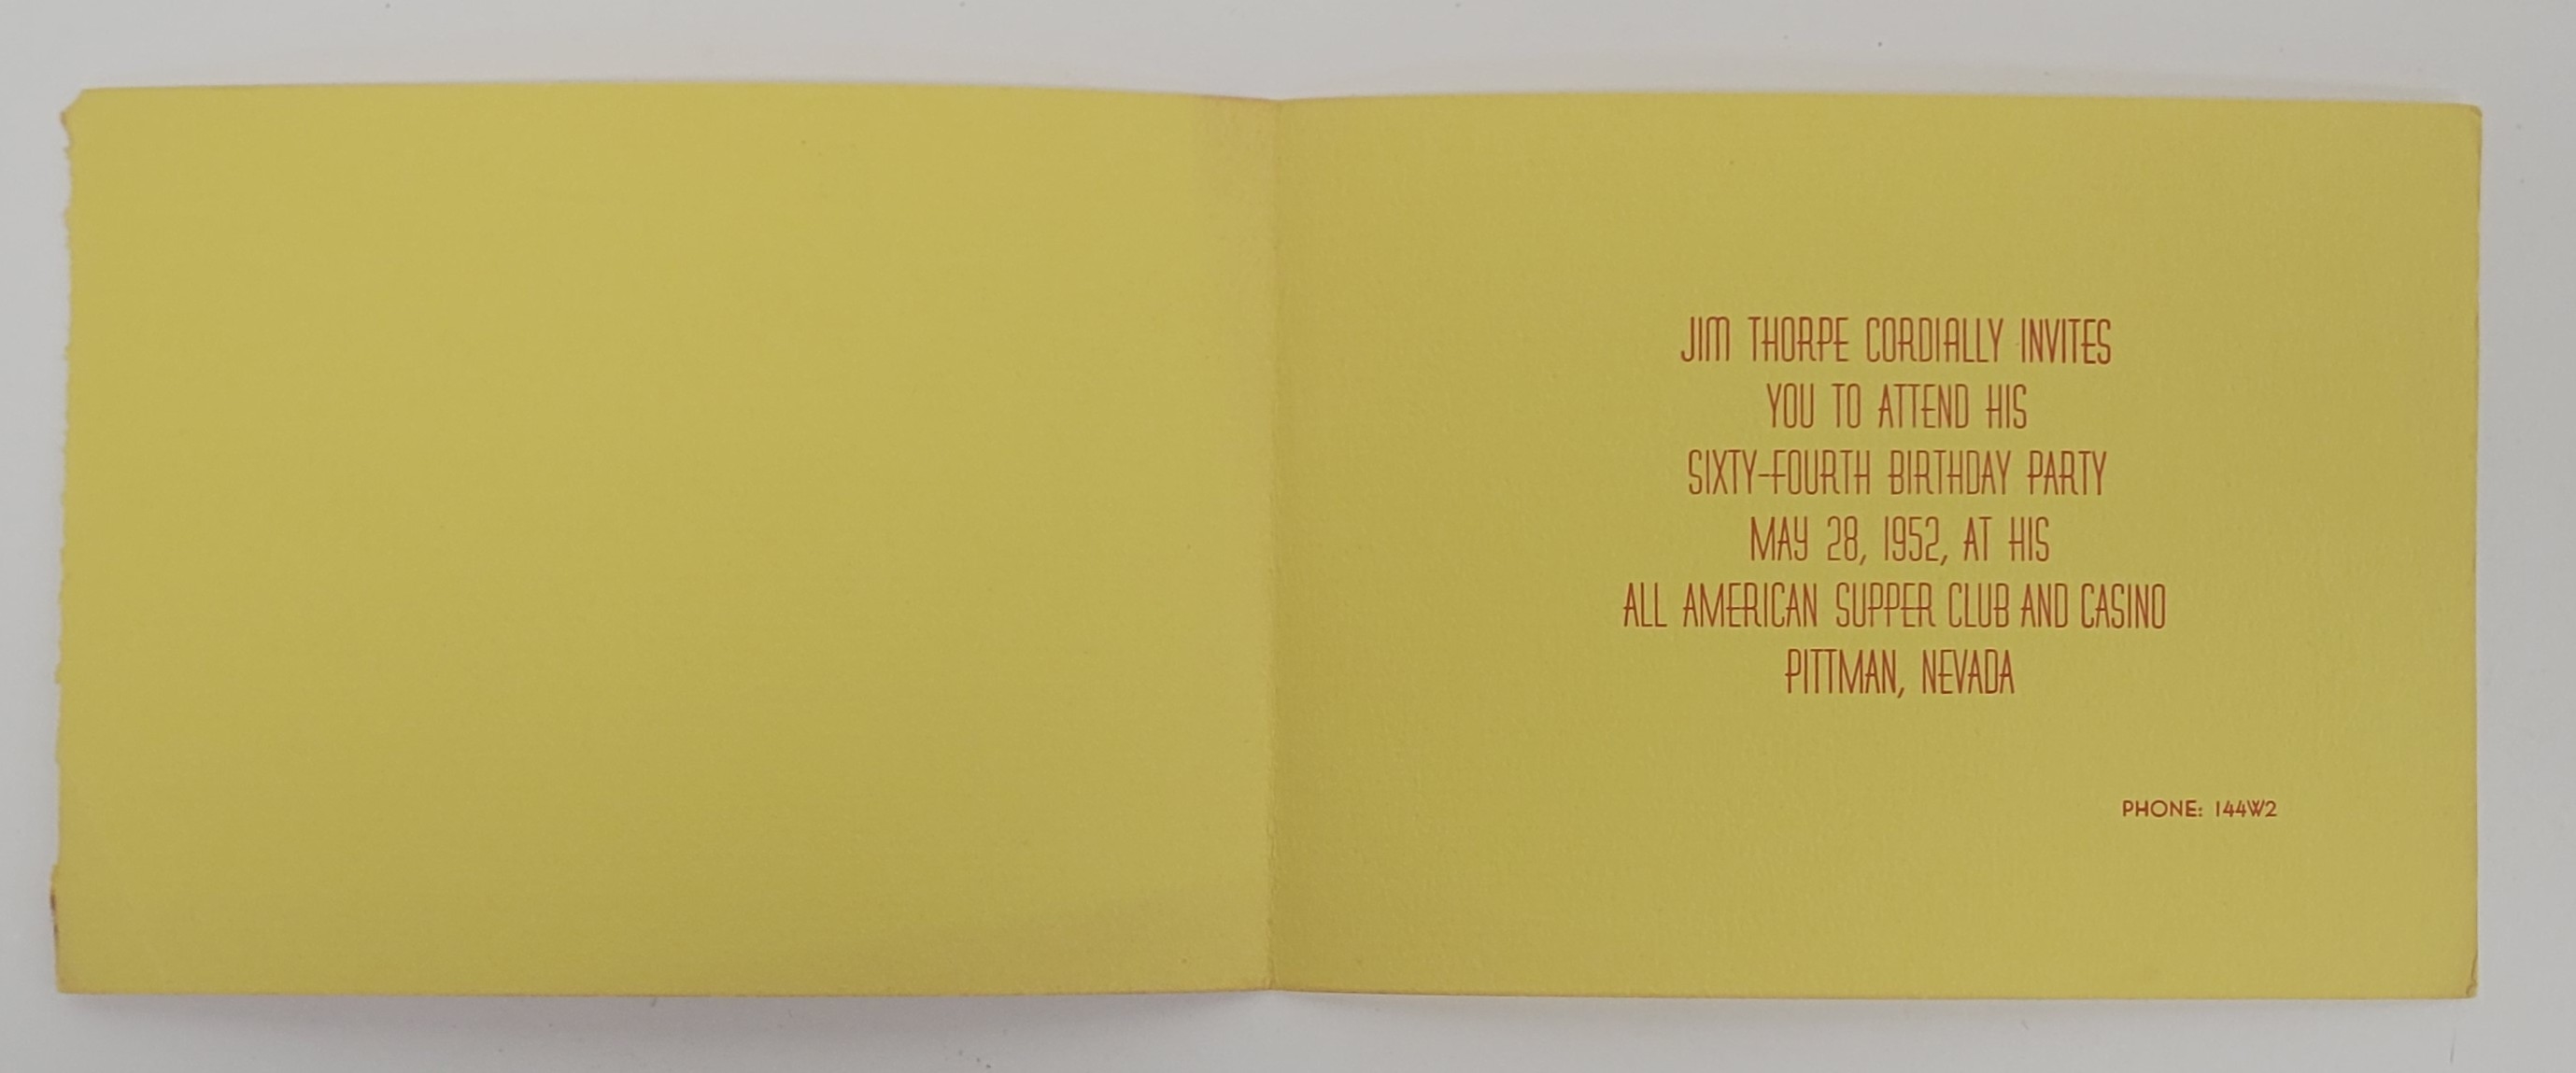 JIM THORPE CORDIALLY INVITES
YOU TO ATTEND HIS
SIXTY-FOURTH BIRTHDAY PARTY
MAY 28, 1952, AT HIS
ALL AMERICAN SUPPER CLUB AND CASINO
PITTMAN, NEVADA
PHONE: 144W2